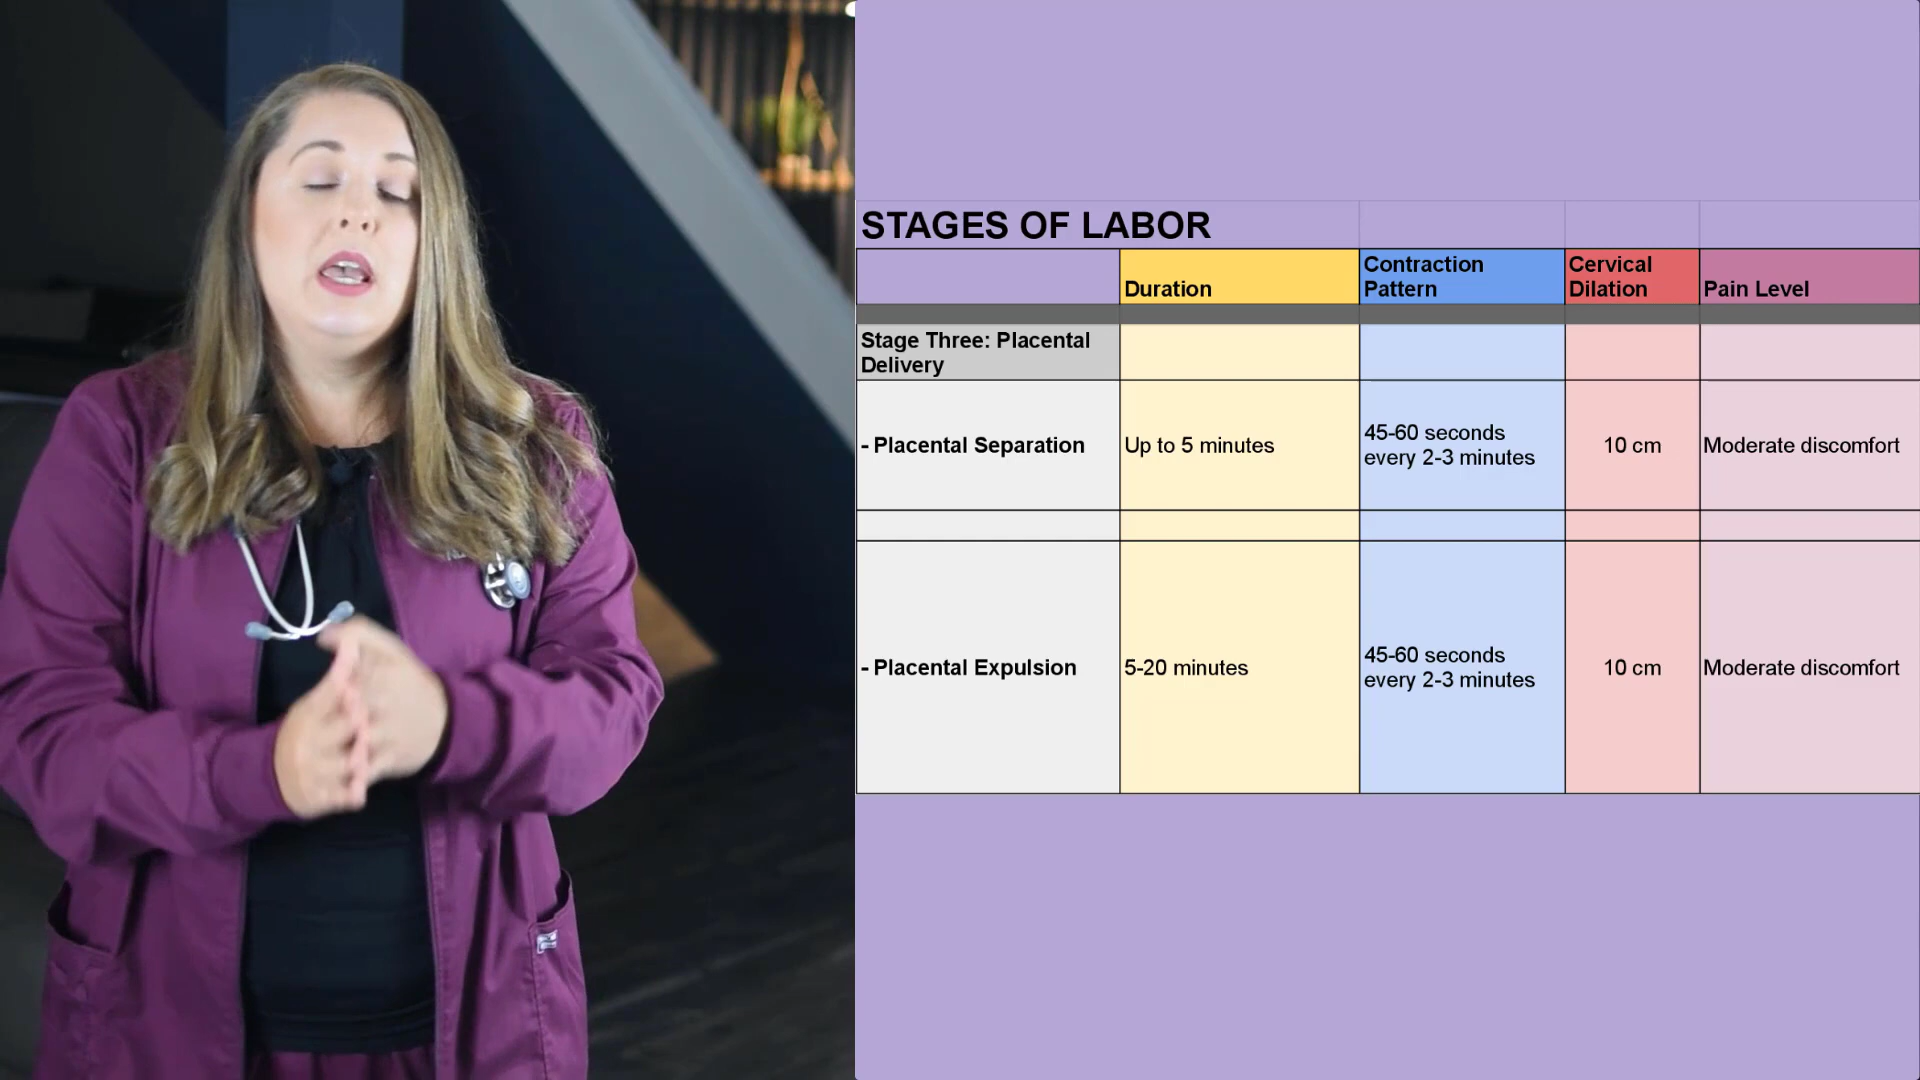 STAGES OF LABOR
Duration
Contraction
Pattern
Cervical
Dilation
Pain Level
Stage Three: Placental
Delivery
- Placental Separation
Up to 5 minutes
45-60 seconds
every 2-3 minutes
10 cm
Moderate discomfort
- Placental Expulsion
5-20 minutes
45-60 seconds
every 2-3 minutes
10 cm
Moderate discomfort